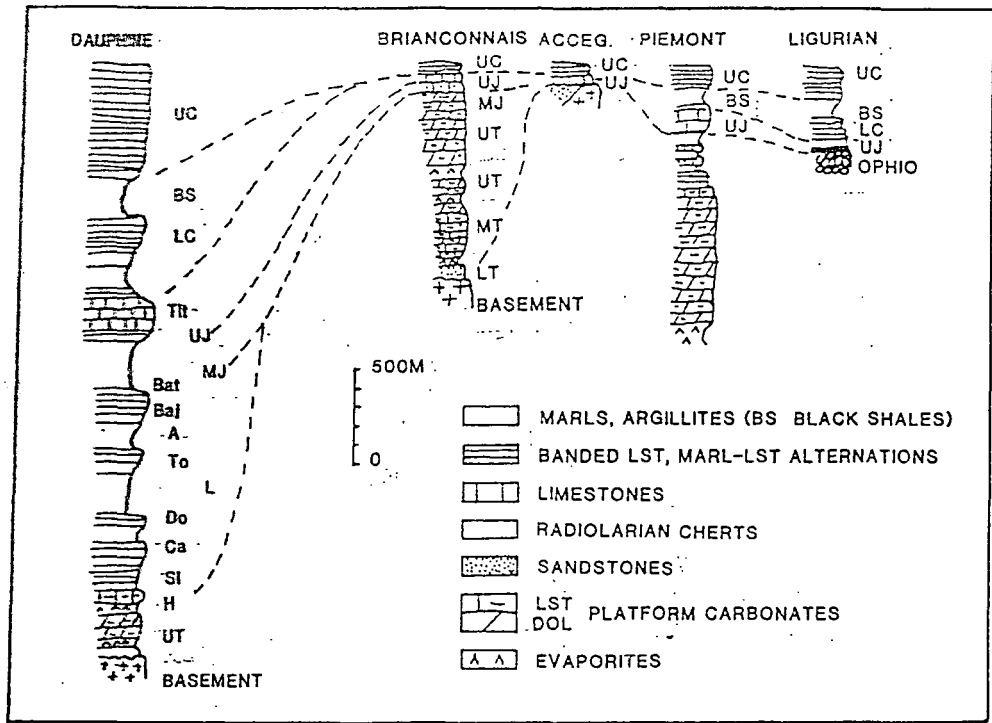 DAUPHINE
UC
BS
LC
Tit
UJ
MJ
Bat
Baj
A
To
L
Do
Ca
SI
H
UT
BASEMENT
BRIANCONNAIS
UC
UJ
MJ
UT
UT
MT
LT
BASEMENT
ACCEG.
UC
UJ
PIEMONT
UC
BS
UJ
LIGURIAN
UC
BS
LC
UJ
OPHIO
500M
0
MARLS, ARGILLITES (BS BLACK SHALES)
BANDED LST, MARL-LST ALTERNATIONS
LIMESTONES
RADIOLARIAN CHERTS
SANDSTONES
LST
DOL PLATFORM CARBONATES
EVAPORITES